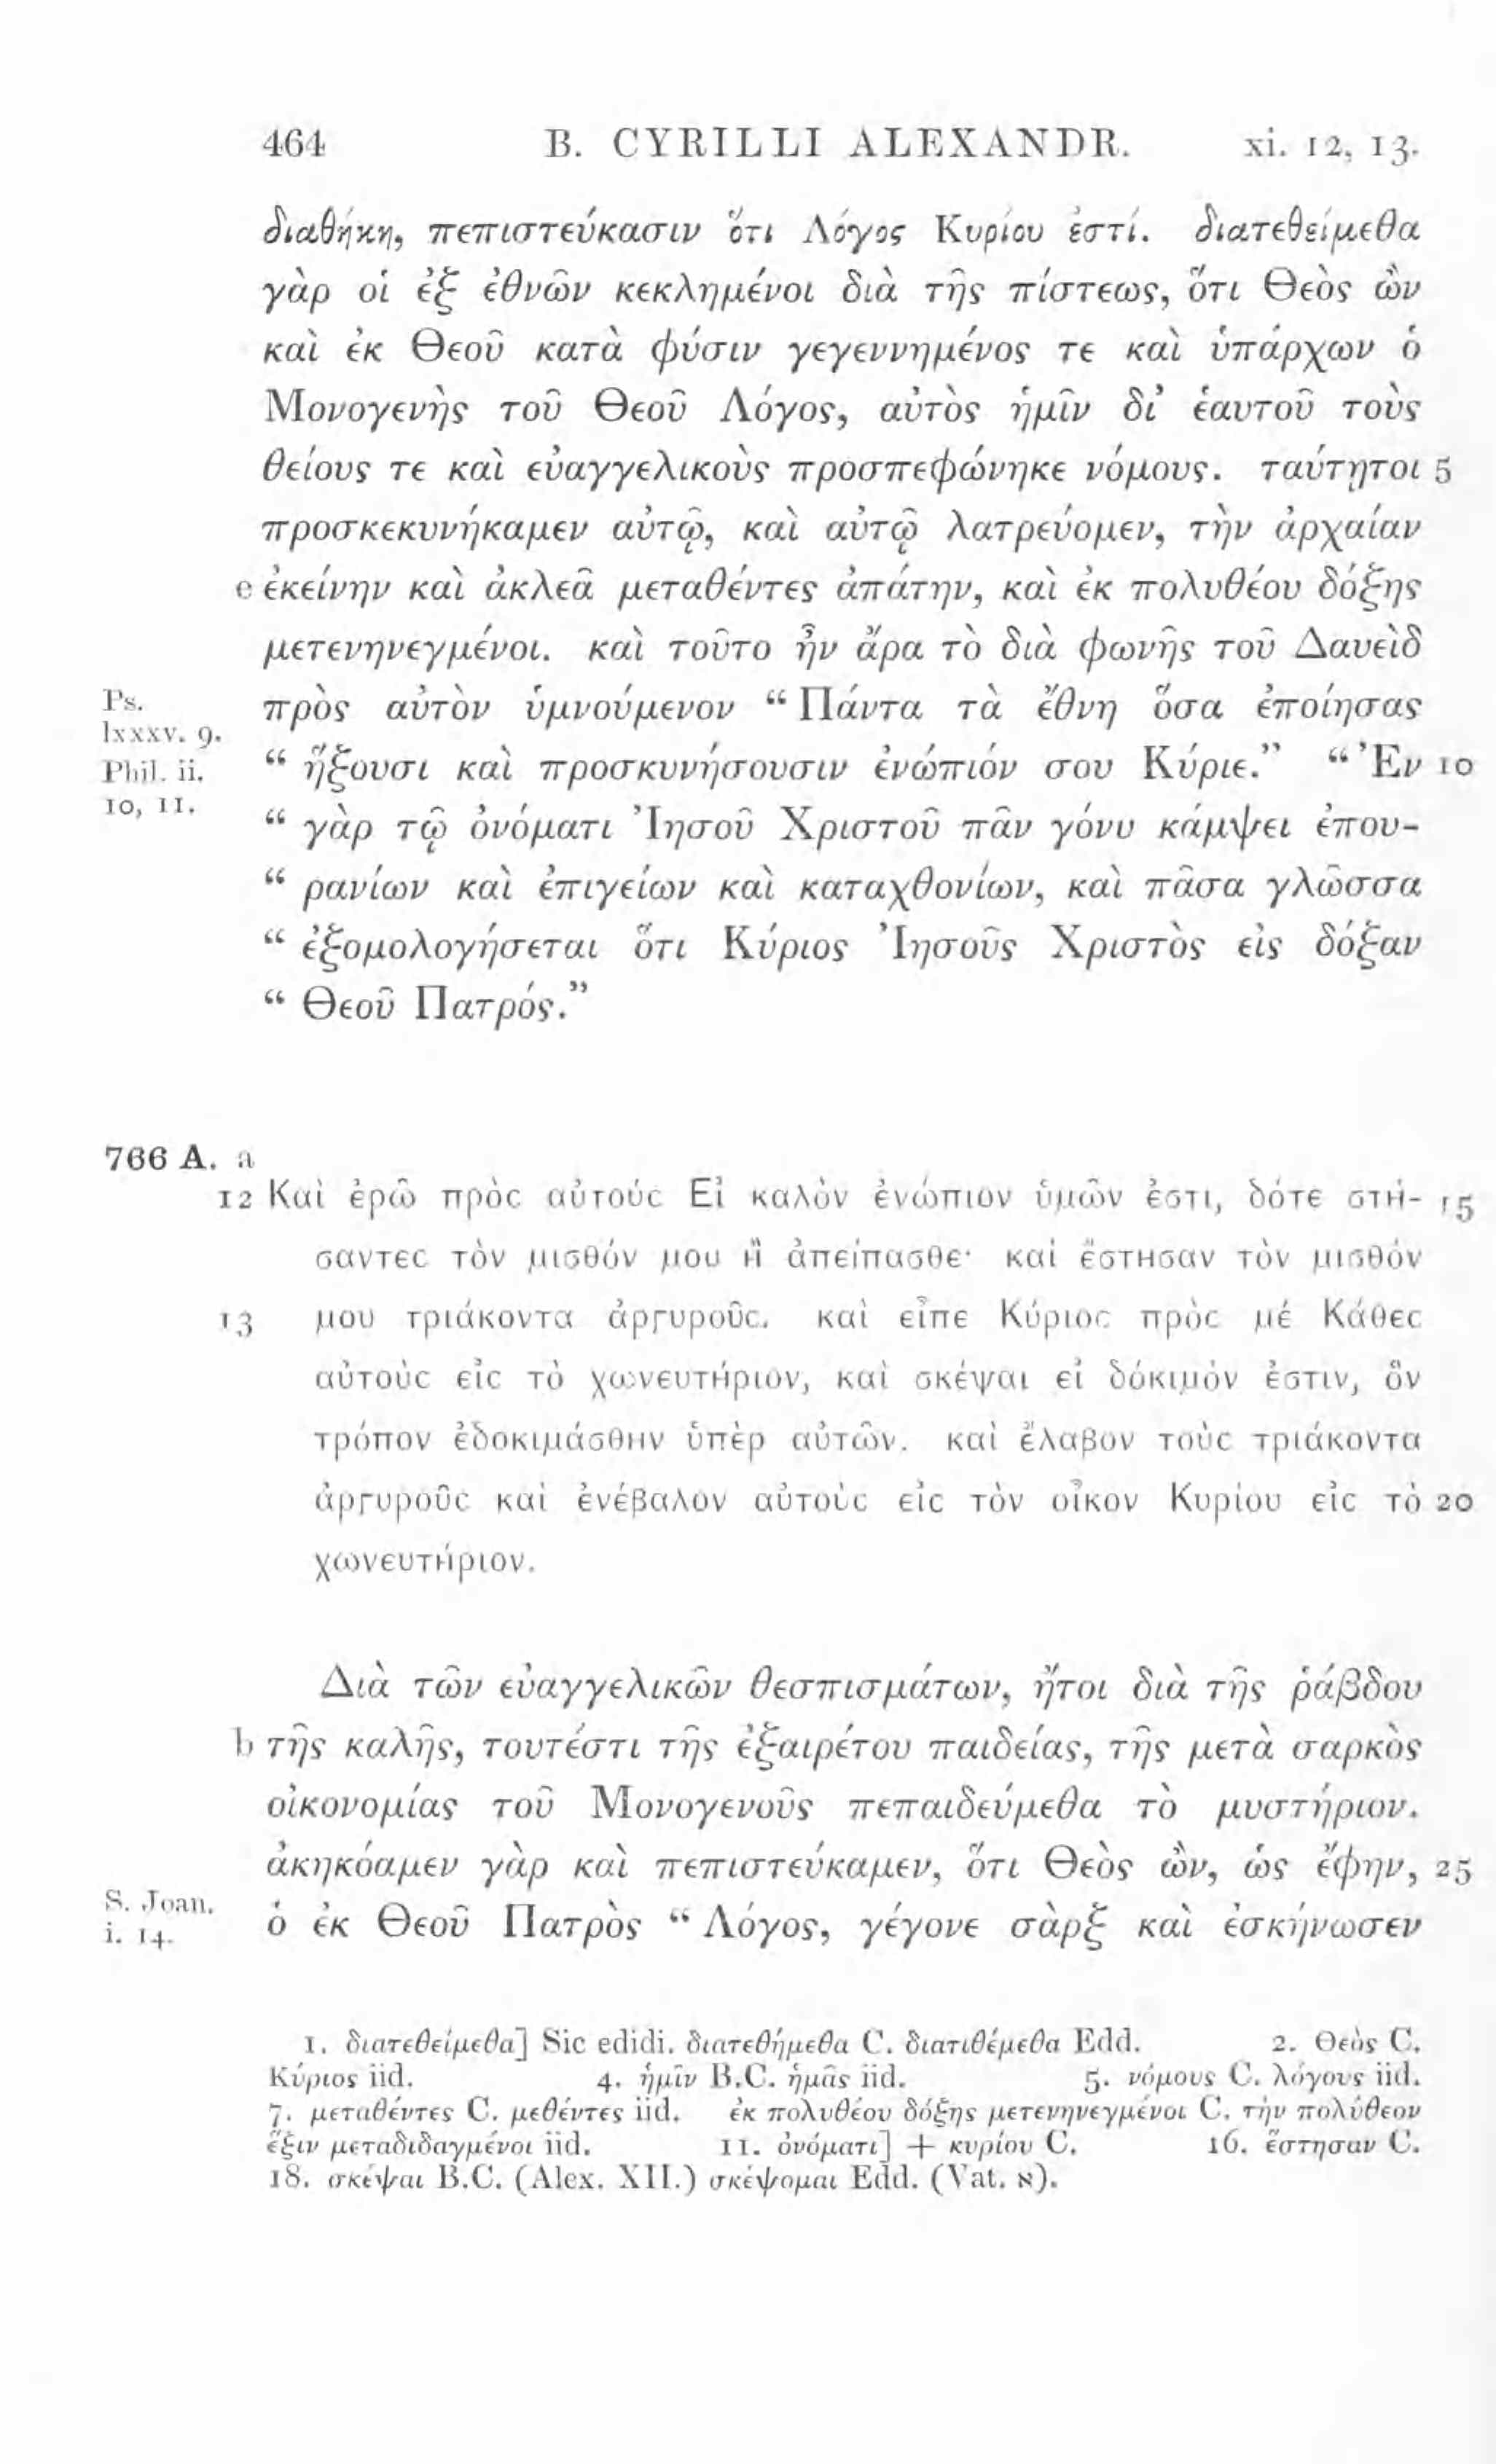 464 B. CYRILLI ALEXANDR. xi. 12, 13.
διαθήκη, πεπιστεύκασιν ὅτι Λόγος Κυρίου ἐστί. διατεθείμεθα
γὰρ οἱ ἐξ ἐθνῶν κεκλημένοι διὰ τῆς πίστεως, ὅτι Θεὸς ὢν
καὶ ἐκ Θεοῦ κατὰ φύσιν γεγεννημένος τε καὶ ὑπάρχων ὁ
Μονογενὴς τοῦ Θεοῦ Λόγος, αὐτὸς ἡμῖν δι᾽ ἑαυτοῦ τοὺς
θείους τε καὶ εὐαγγελικοὺς προσπεφώνηκε νόμους. ταύτῃτοι 5
προσκεκυνήκαμεν αὐτῷ, καὶ αὐτῷ λατρεύομεν, τὴν ἀρχαίαν
e ἐκείνην καὶ ἀκλεᾶ μεταθέντες ἀπάτην, καὶ ἐκ πολυθέου δόξης
μετενηνεγμένοι. καὶ τοῦτο ἦν ἄρα τὸ διὰ φωνῆς τοῦ Δαυεὶδ
Ps. lxxxv. 9. πρὸς αὐτὸν ὑμνούμενον “ Πάντα τὰ ἔθνη ὅσα ἐποίησας
Phil. ii. 10, 11. “ ἥξουσι καὶ προσκυνήσουσιν ἐνώπιόν σου Κύριε.” “ Ἐν 10
“ γὰρ τῷ ὀνόματι Ἰησοῦ Χριστοῦ πᾶν γόνυ κάμψει ἐπου-
“ ρανίων καὶ ἐπιγείων καὶ καταχθονίων, καὶ πᾶσα γλῶσσα
“ ἐξομολογήσεται ὅτι Κύριος Ἰησοῦς Χριστὸς εἰς δόξαν
“ Θεοῦ Πατρός.”
766 A. a
12 Καὶ ἐρῶ πρὸς αὐτούς Εἰ καλὸν ἐνώπιον ὑμῶν ἐστι, δότε στή- 15
σαντες τὸν μισθόν μου ἢ ἀπείπασθε· καὶ ἔστησαν τὸν μισθόν
13 μου τριάκοντα ἀργυροῦς. καὶ εἶπε Κύριος πρὸς μέ Κάθες
αὐτοὺς εἰς τὸ χωνευτήριον, καὶ σκέψαι εἰ δόκιμόν ἐστιν, ὃν
τρόπον ἐδοκιμάσθην ὑπὲρ αὐτῶν. καὶ ἔλαβον τοὺς τριάκοντα
ἀργυροῦς καὶ ἐνέβαλον αὐτοὺς εἰς τὸν οἶκον Κυρίου εἰς τὸ 20
χωνευτήριον.
Διὰ τῶν εὐαγγελικῶν θεσπισμάτων, ἤτοι διὰ τῆς ῥάβδου
b τῆς καλῆς, τουτέστι τῆς ἐξαιρέτου παιδείας, τῆς μετὰ σαρκὸς
οἰκονομίας τοῦ Μονογενοῦς πεπαιδεύμεθα τὸ μυστήριον.
ἀκηκόαμεν γὰρ καὶ πεπιστεύκαμεν, ὅτι Θεὸς ὢν, ὡς ἔφην, 25
S. Joan. i. 14. ὁ ἐκ Θεοῦ Πατρὸς “ Λόγος, γέγονε σὰρξ καὶ ἐσκήνωσεν
1. διατεθείμεθα] Sic edidi. διατεθήμεθα C. διατιθέμεθα Edd. 2. Θεὸς C.
Κύριος iid. 4. ἡμῖν B.C. ἡμᾶς iid. 5. νόμους C. λόγους iid.
7. μεταθέντες C. μεθέντες iid. ἐκ πολυθέου δόξης μετενηνεγμένοι C. τὴν πολύθεον
ἕξιν μεταδιδαγμένοι iid. 11. ὀνόματι] + κυρίου C. 16. ἔστησαν C.
18. σκέψαι B.C. (Alex. XII.) σκέψομαι Edd. (Vat. א).